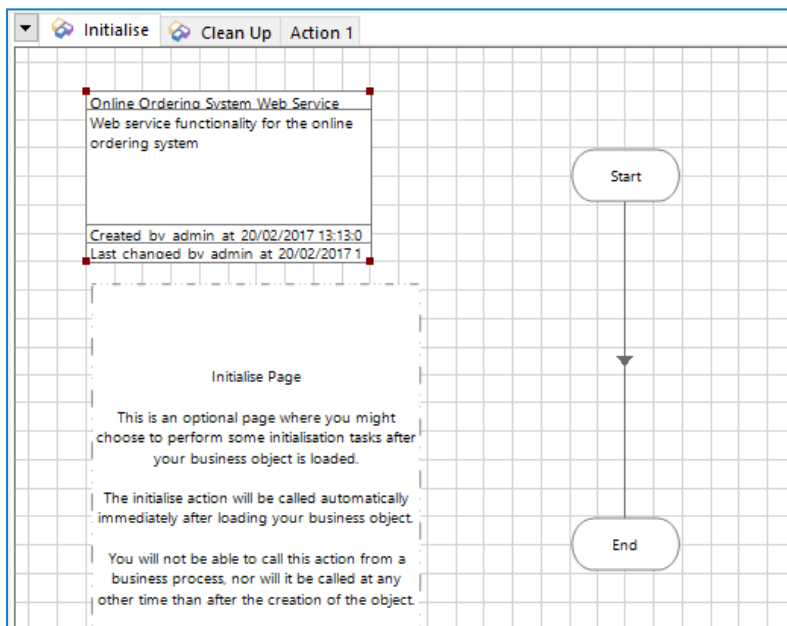 Initialise
Clean Up
Action 1
Online Ordering System Web Service
Web service functionality for the online
ordering system
Created by admin at 20/02/2017 13:13:0
Last changed by admin at 20/02/2017 1
Start
Initialise Page
This is an optional page where you might
choose to perform some initialisation tasks after
your business object is loaded.
The initialise action will be called automatically
immediately after loading your business object.
You will not be able to call this action from a
business process, nor will it be called at any
other time than after the creation of the object.
End